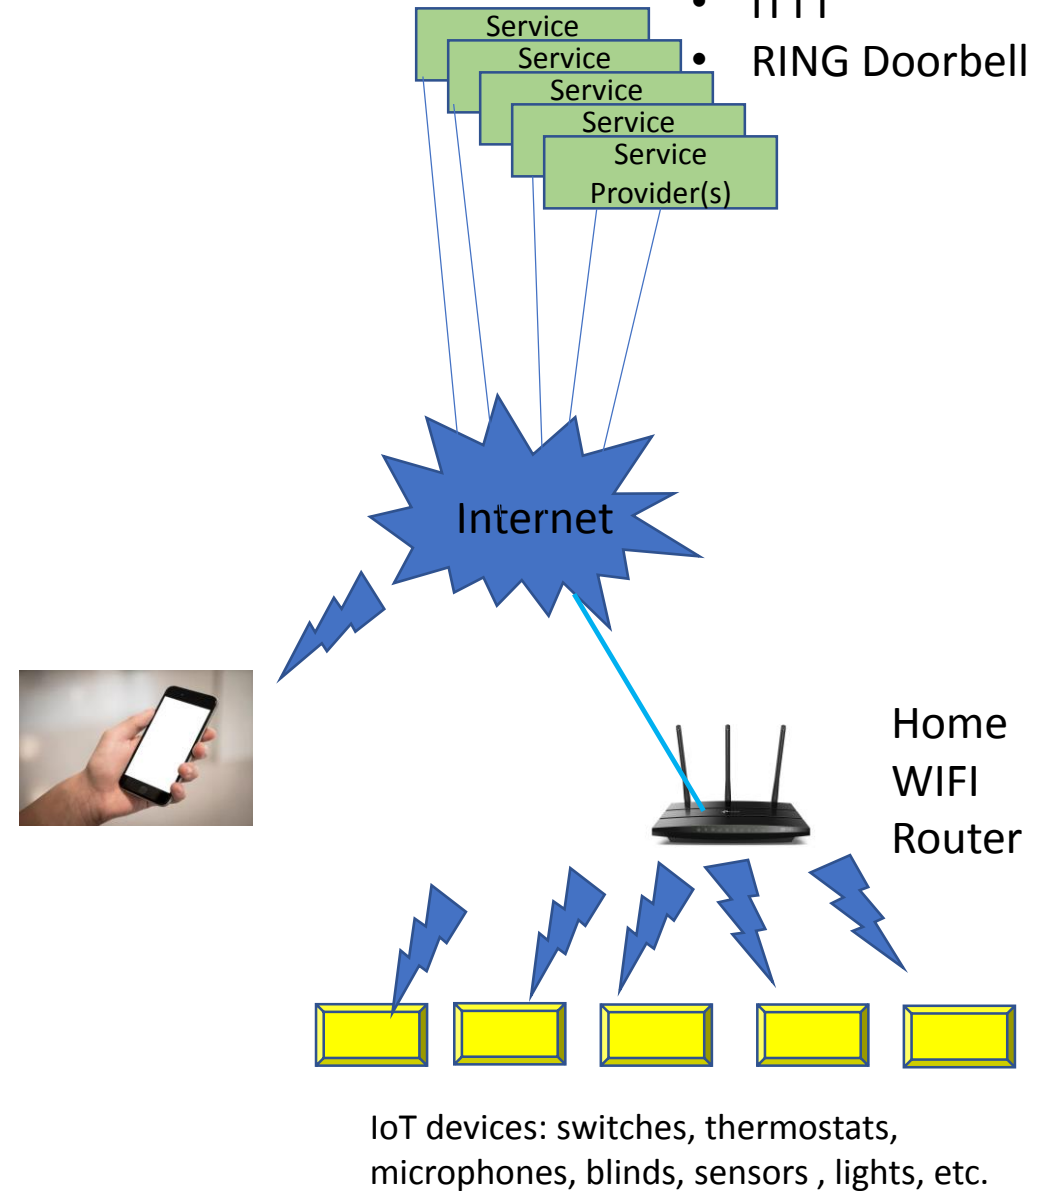 Service
Service
Service
Service
Service
Provider(s)
• RING Doorbell
Internet
Home
WIFI
Router
IoT devices: switches, thermostats,
microphones, blinds, sensors , lights, etc.